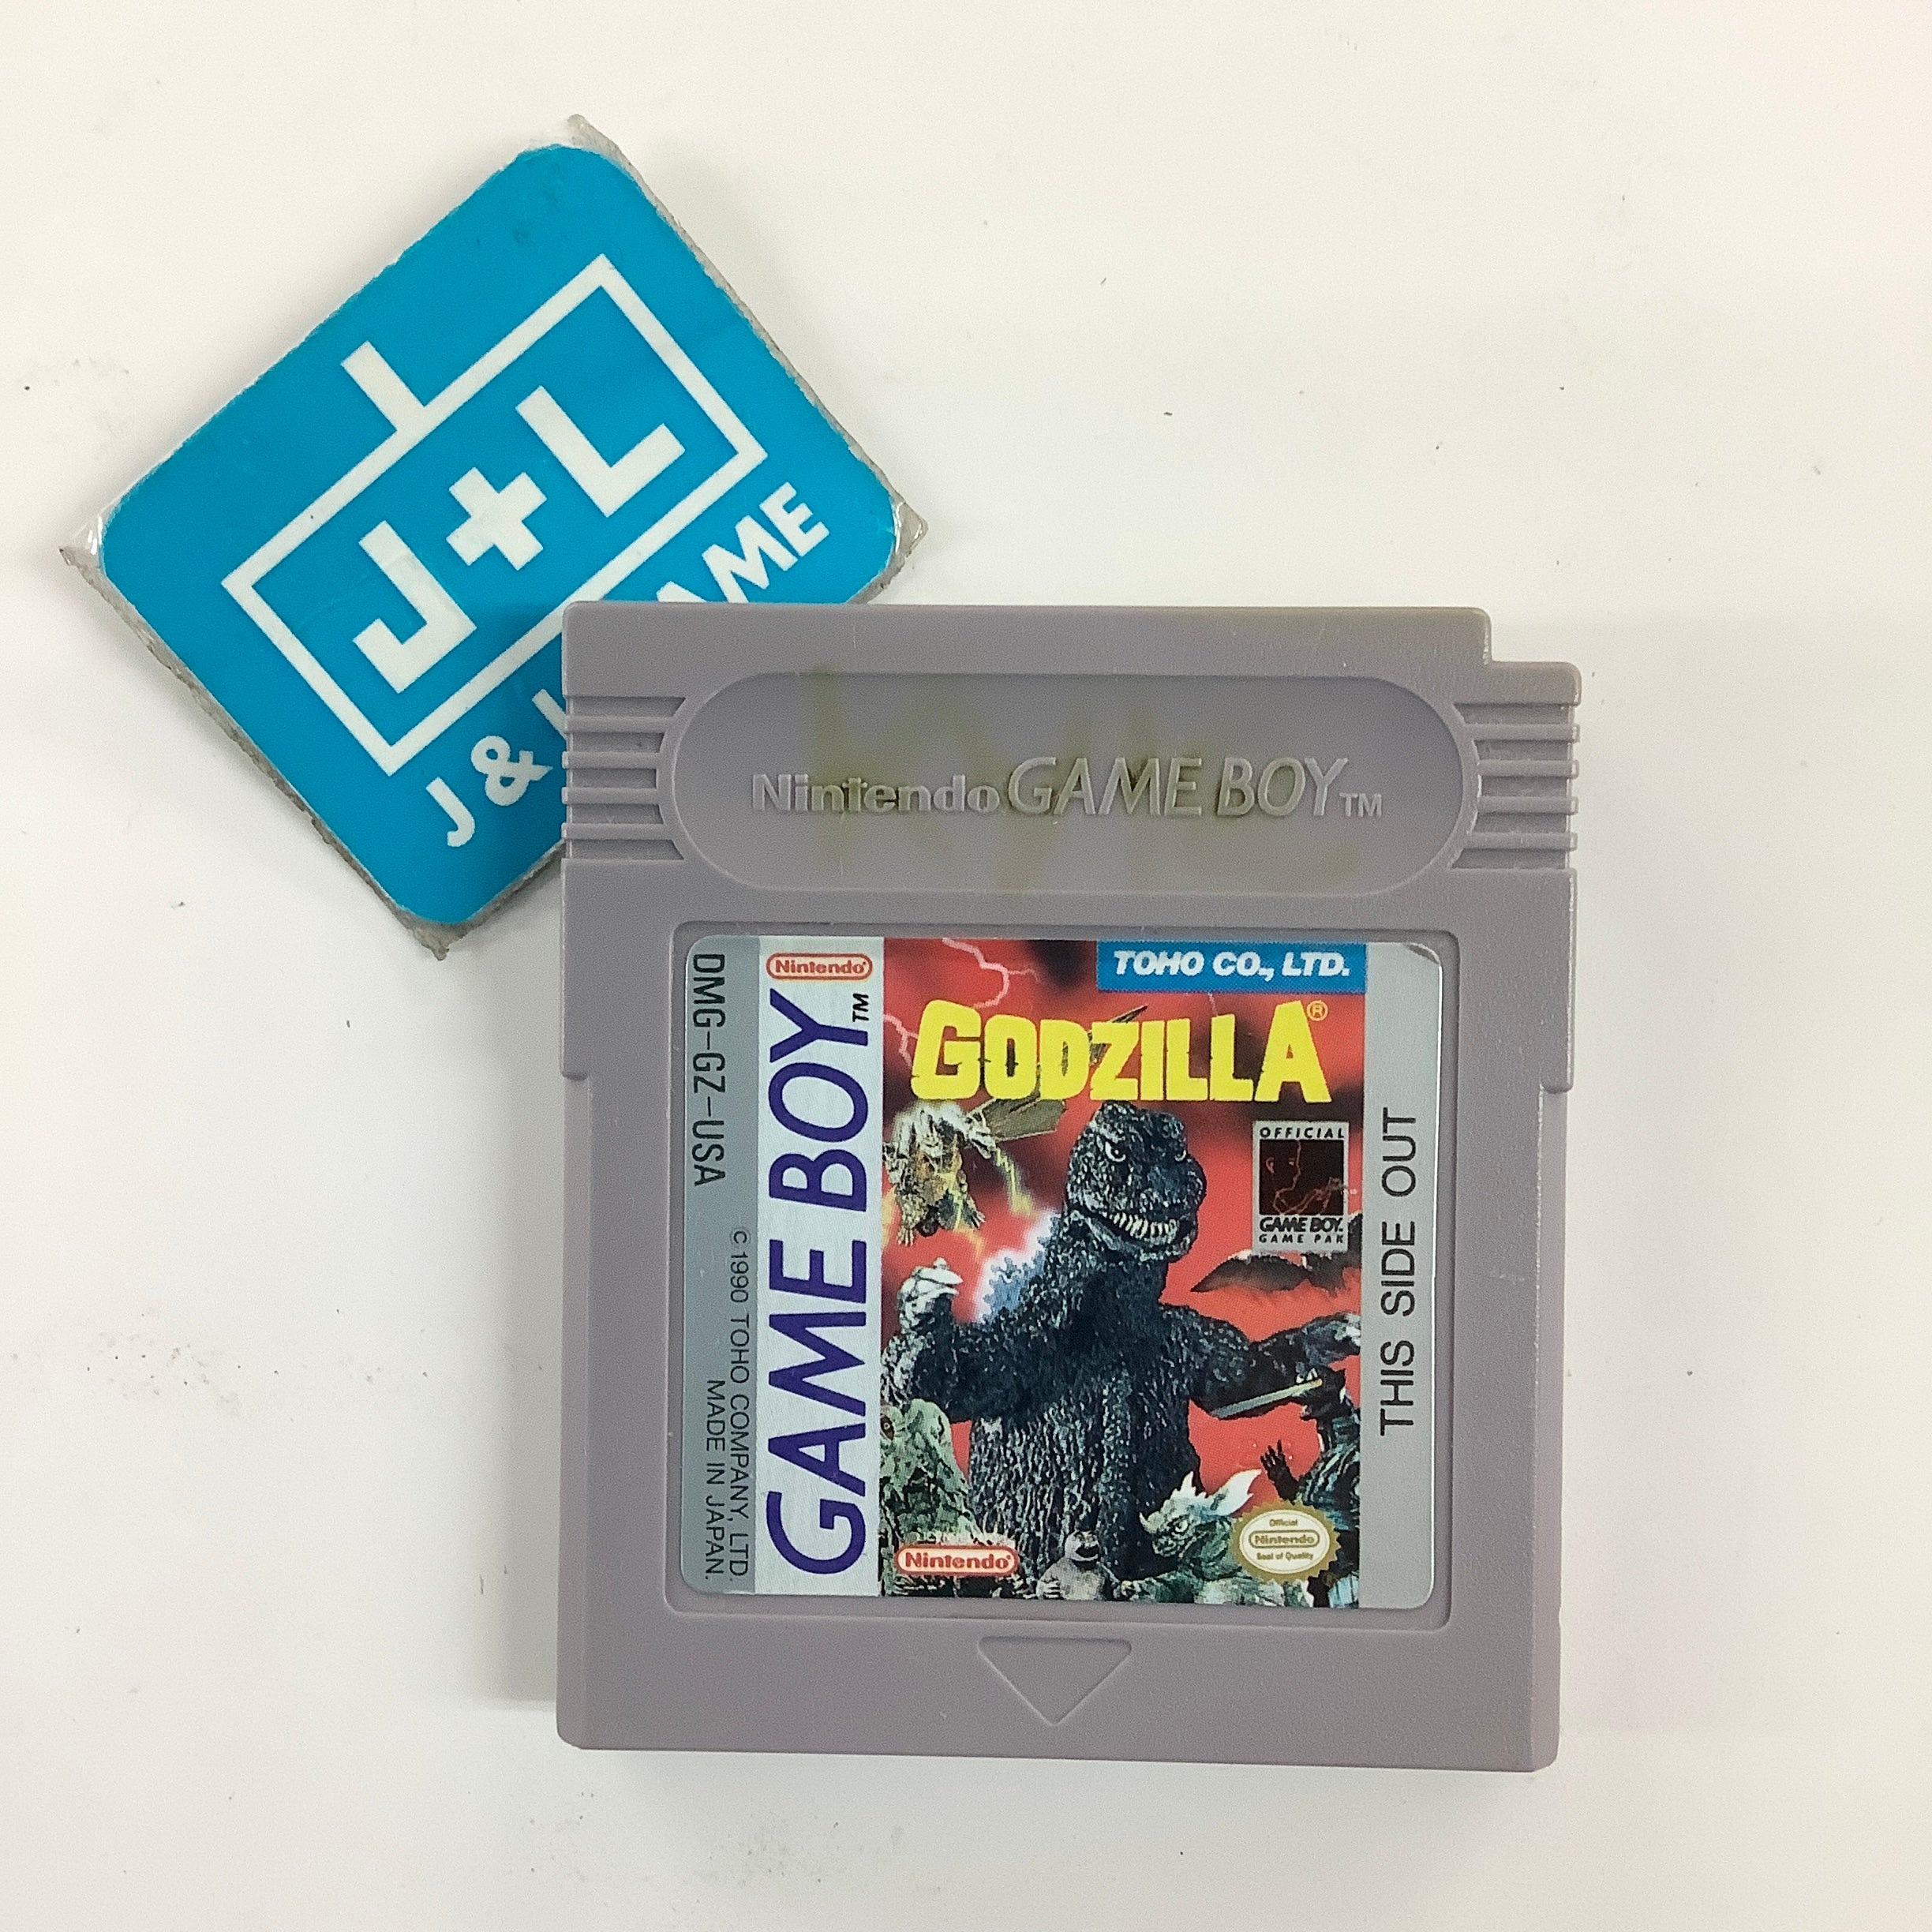 J+L
J & L GAME
Nintendo GAME BOY TM
DMG-GZ-USA
© 1990 TOHO COMPANY, LTD.
MADE IN JAPAN.
Nintendo®
GAME BOY TM
TOHO CO., LTD.
GODZILLA®
OFFICIAL
GAME BOY.
GAME PAK
Nintendo®
Official
Nintendo
Seal of Quality
THIS SIDE OUT